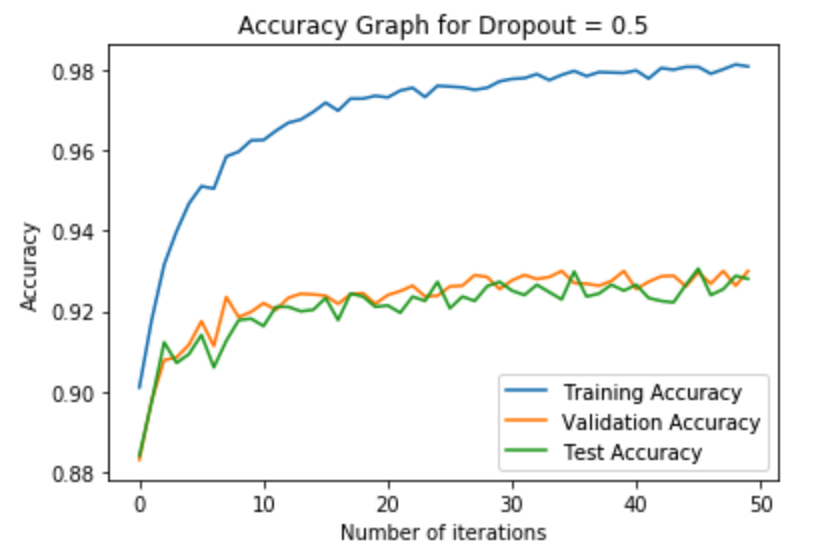 Accuracy Graph for Dropout = 0.5
0.98
0.96
0.94
0.92
0.90
0.88
Accuracy
Training Accuracy
Validation Accuracy
Test Accuracy
0 10 20 30 40 50
Number of iterations